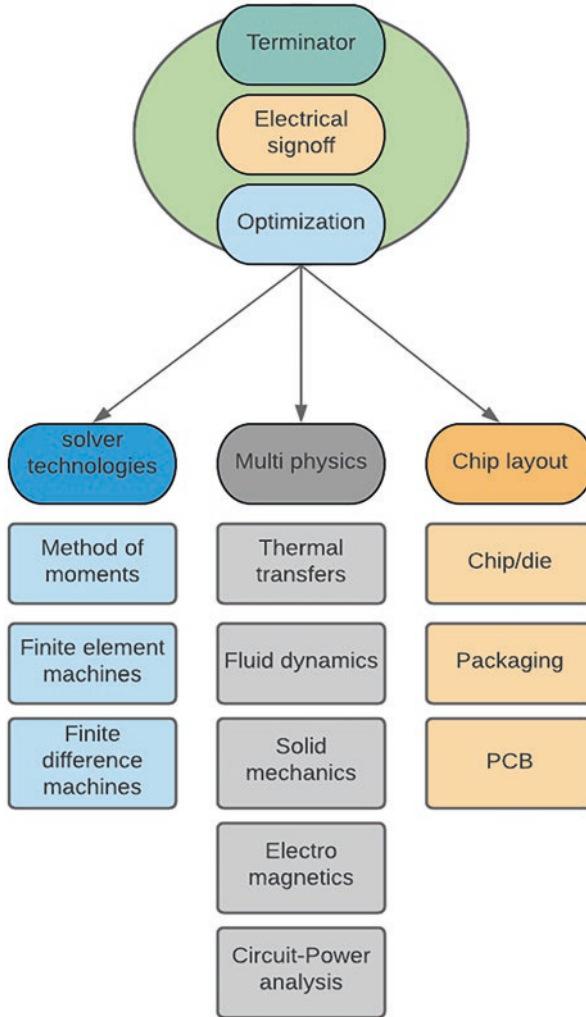 Terminator
Electrical
signoff
Optimization
solver
technologies
Multi physics
Chip layout
Method of
moments
Thermal
transfers
Chip/die
Finite element
machines
Fluid dynamics
Packaging
Finite
difference
machines
Solid
mechanics
PCB
Electro
magnetics
Circuit-Power
analysis